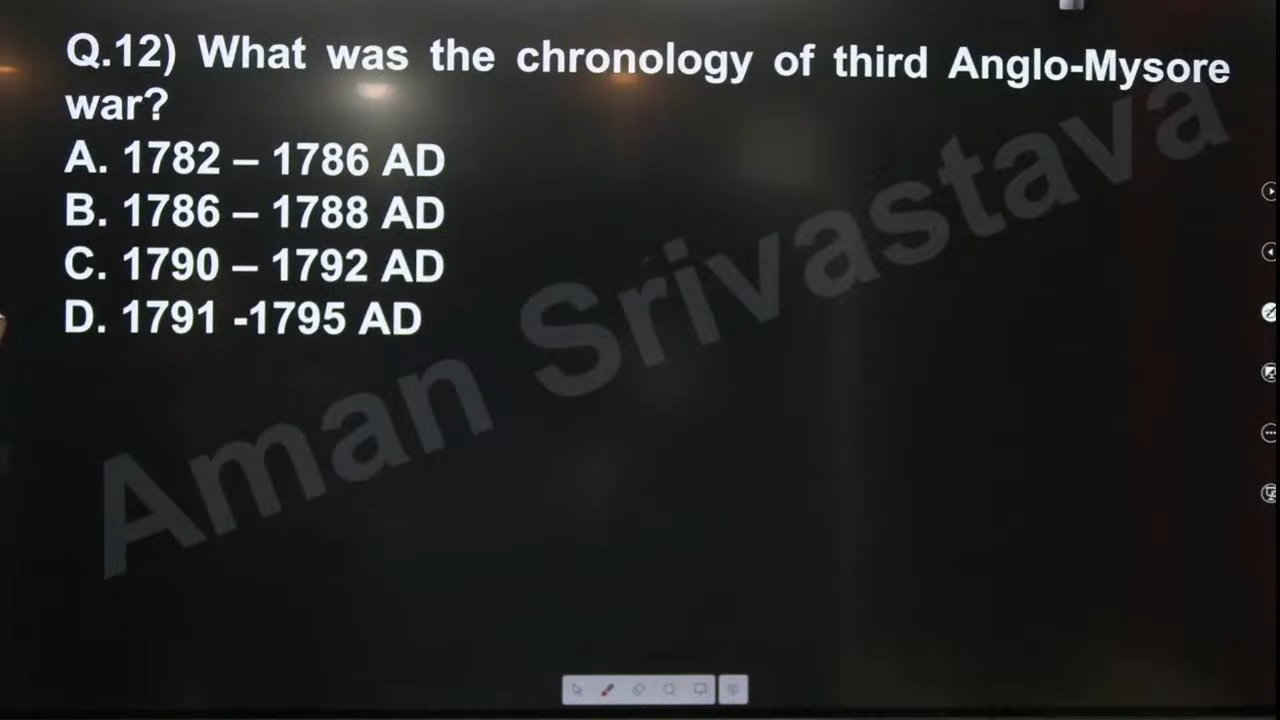 Q.12) What was the chronology of third Anglo-Mysore
war?
A. 1782 – 1786 AD
B. 1786 – 1788 AD
C. 1790 – 1792 AD
D. 1791 -1795 AD
Aman Srivastava